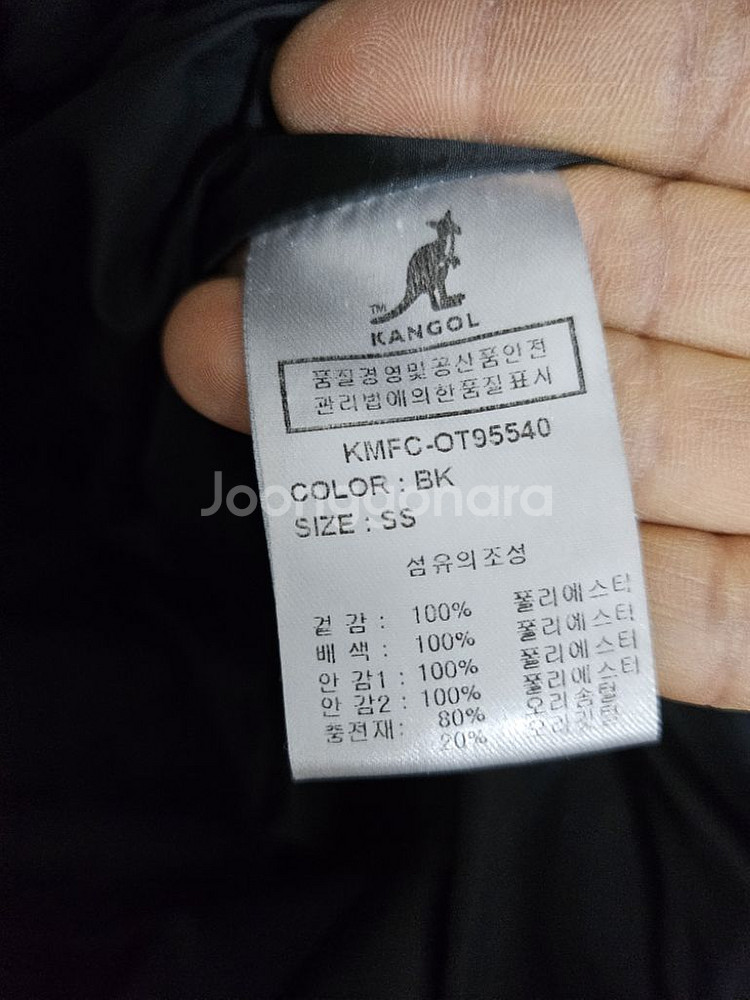 TM
KANGOL
품질경영및공산품안전
관리법에의한품질표시
KMFC-OT95540
COLOR : BK
SIZE : SS
Joonggonara
섬유의조성
겉 감 : 100% 폴리에스터
배 색 : 100% 폴리에스터
안 감1 : 100% 폴리에스터
안 감2 : 100% 폴리에스터
충전재: 80% 오리솜털
20% 오리깃털